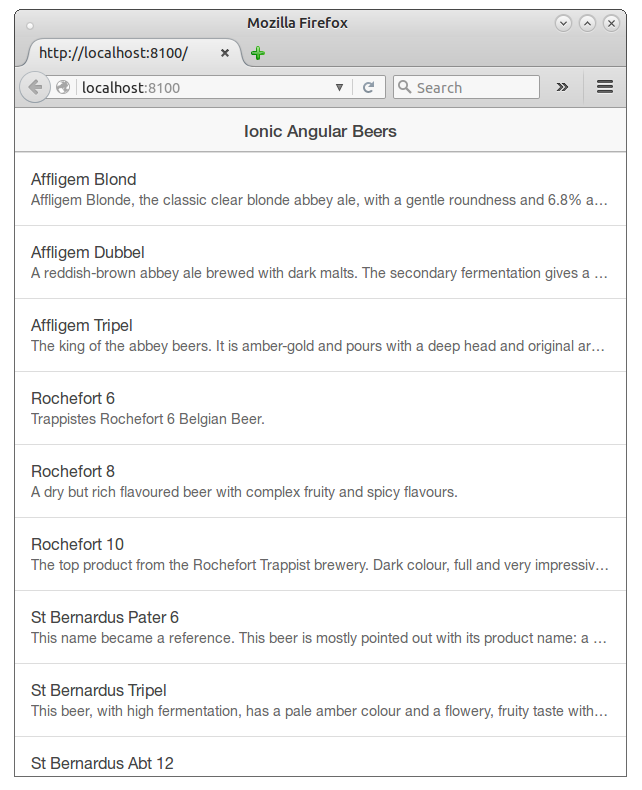 Mozilla Firefox
http://localhost:8100/
localhost:8100
Search
Ionic Angular Beers
Affligem Blond
Affligem Blonde, the classic clear blonde abbey ale, with a gentle roundness and 6.8% a…
Affligem Dubbel
A reddish-brown abbey ale brewed with dark malts. The secondary fermentation gives a …
Affligem Tripel
The king of the abbey beers. It is amber-gold and pours with a deep head and original ar…
Rochefort 6
Trappistes Rochefort 6 Belgian Beer.
Rochefort 8
A dry but rich flavoured beer with complex fruity and spicy flavours.
Rochefort 10
The top product from the Rochefort Trappist brewery. Dark colour, full and very impressiv…
St Bernardus Pater 6
This name became a reference. This beer is mostly pointed out with its product name: a …
St Bernardus Tripel
This beer, with high fermentation, has a pale amber colour and a flowery, fruity taste with…
St Bernardus Abt 12